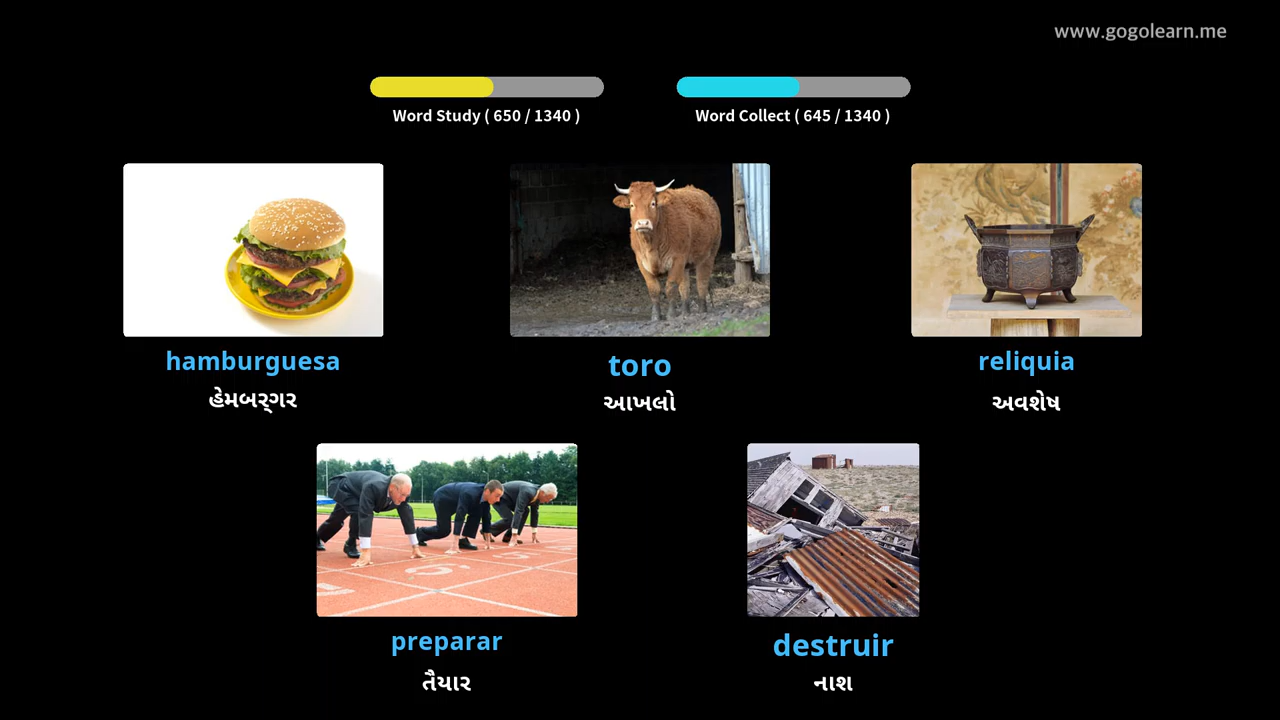 www.gogolearn.me
Word Study ( 650 / 1340 )
Word Collect ( 645 / 1340 )
hamburguesa
હેમબર્ગર
toro
આખલો
reliquia
અવશેષ
preparar
તૈયાર
destruir
નાશ